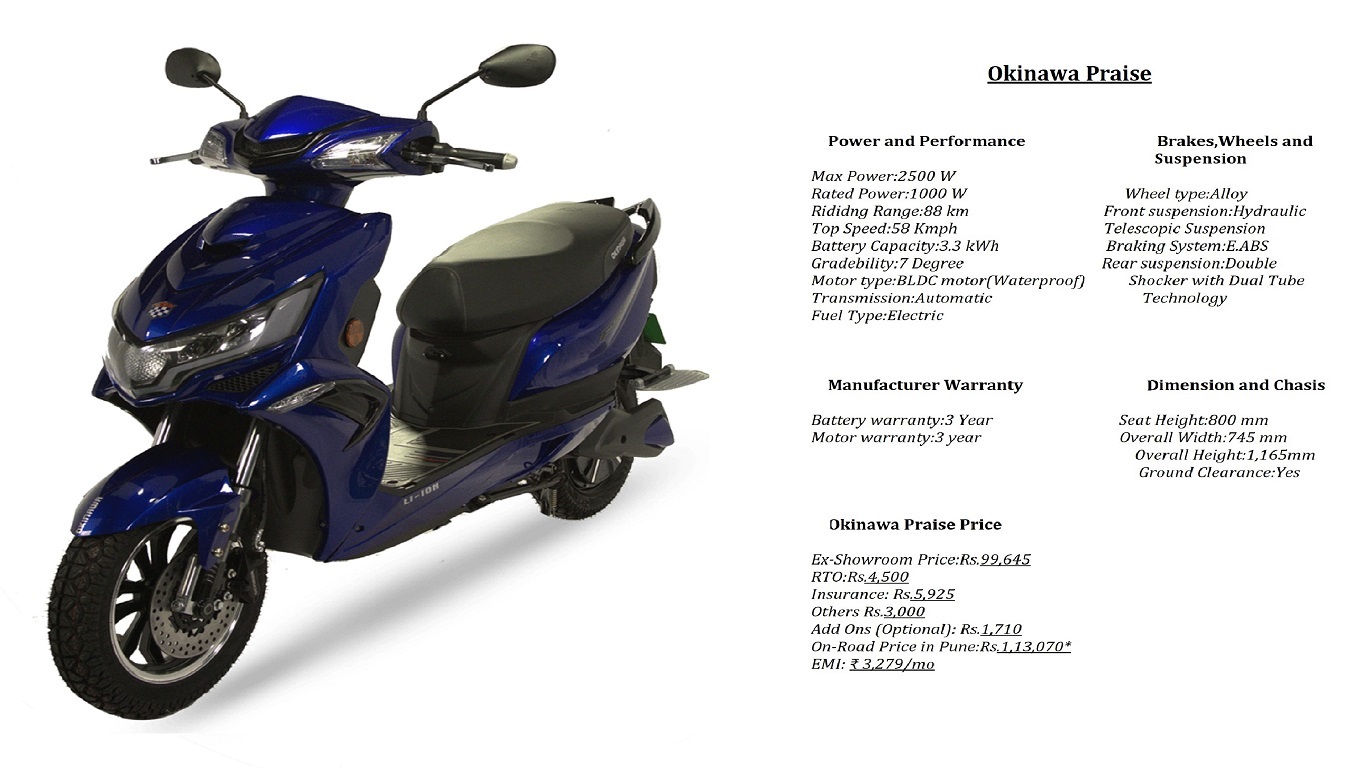 OKINAWA
LI-ION
OKINAWA
Okinawa Praise
Power and Performance
Max Power:2500 W
Rated Power:1000 W
Rididng Range:88 km
Top Speed:58 Kmph
Battery Capacity:3.3 kWh
Gradebility:7 Degree
Motor type:BLDC motor(Waterproof)
Transmission:Automatic
Fuel Type:Electric
Brakes,Wheels and
Suspension
Wheel type:Alloy
Front suspension:Hydraulic
Telescopic Suspension
Braking System:E.ABS
Rear suspension:Double
Shocker with Dual Tube
Technology
Manufacturer Warranty
Battery warranty:3 Year
Motor warranty:3 year
Dimension and Chasis
Seat Height:800 mm
Overall Width:745 mm
Overall Height:1,165mm
Ground Clearance:Yes
Okinawa Praise Price
Ex-Showroom Price:Rs.99,645
RTO:Rs.4,500
Insurance: Rs.5,925
Others Rs.3,000
Add Ons (Optional): Rs.1,710
On-Road Price in Pune:Rs.1,13,070*
EMI: ₹ 3,279/mo